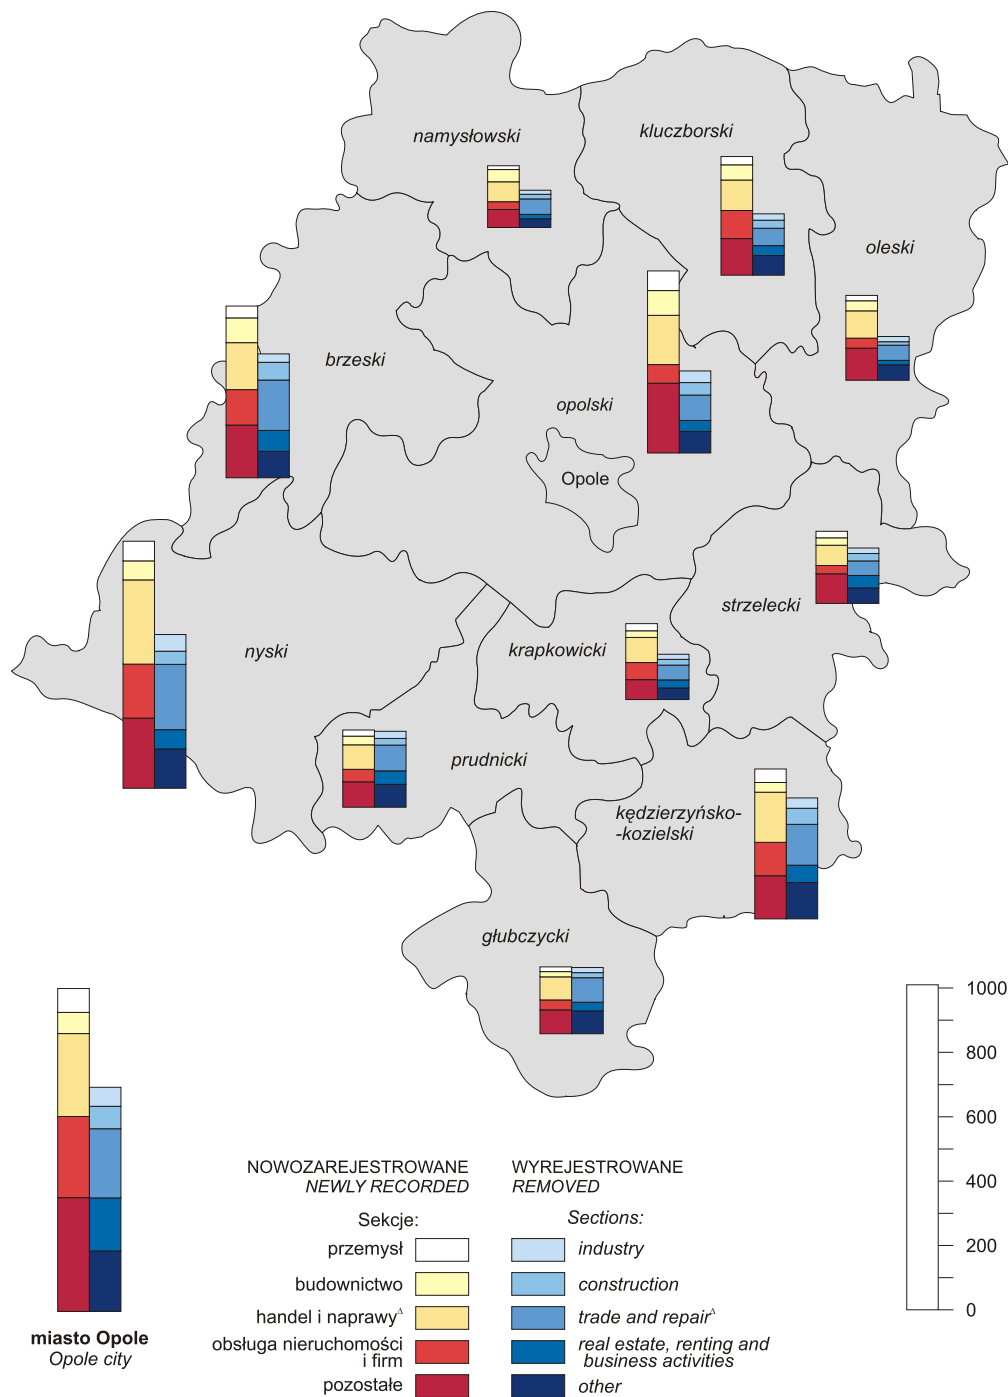 namysłowski
kluczborski
oleski
brzeski
opolski
Opole
strzelecki
nyski
krapkowicki
prudnicki
kędzierzyńsko-
-kozielski
głubczycki
1000
800
600
400
200
0
miasto Opole
Opole city
NOWOZAREJESTROWANE
NEWLY RECORDED
WYREJESTROWANE
REMOVED
Sekcje:
Sections:
przemysł
industry
budownictwo
construction
handel i naprawy Δ
trade and repair Δ
obsługa nieruchomości
i firm
real estate, renting and
business activities
pozostałe
other